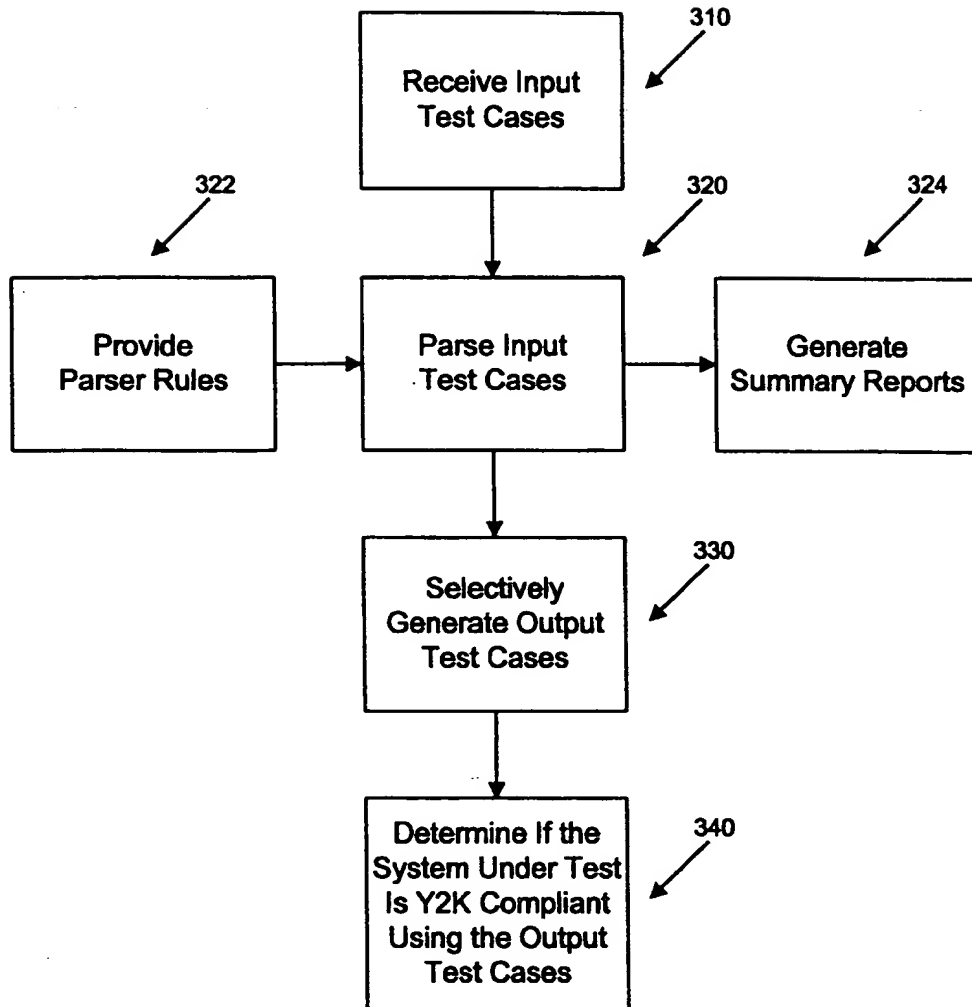 310
Receive Input
Test Cases
322
320
324
Provide
Parser Rules
Parse Input
Test Cases
Generate
Summary Reports
330
Selectively
Generate Output
Test Cases
340
Determine If the
System Under Test
Is Y2K Compliant
Using the Output
Test Cases